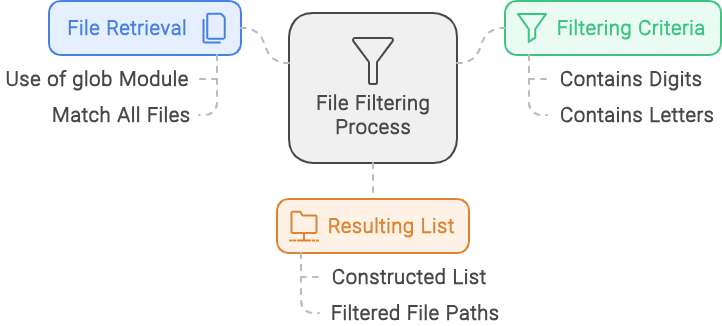 File Retrieval
Use of glob Module
Match All Files
File Filtering
Process
Filtering Criteria
Contains Digits
Contains Letters
Resulting List
Constructed List
Filtered File Paths